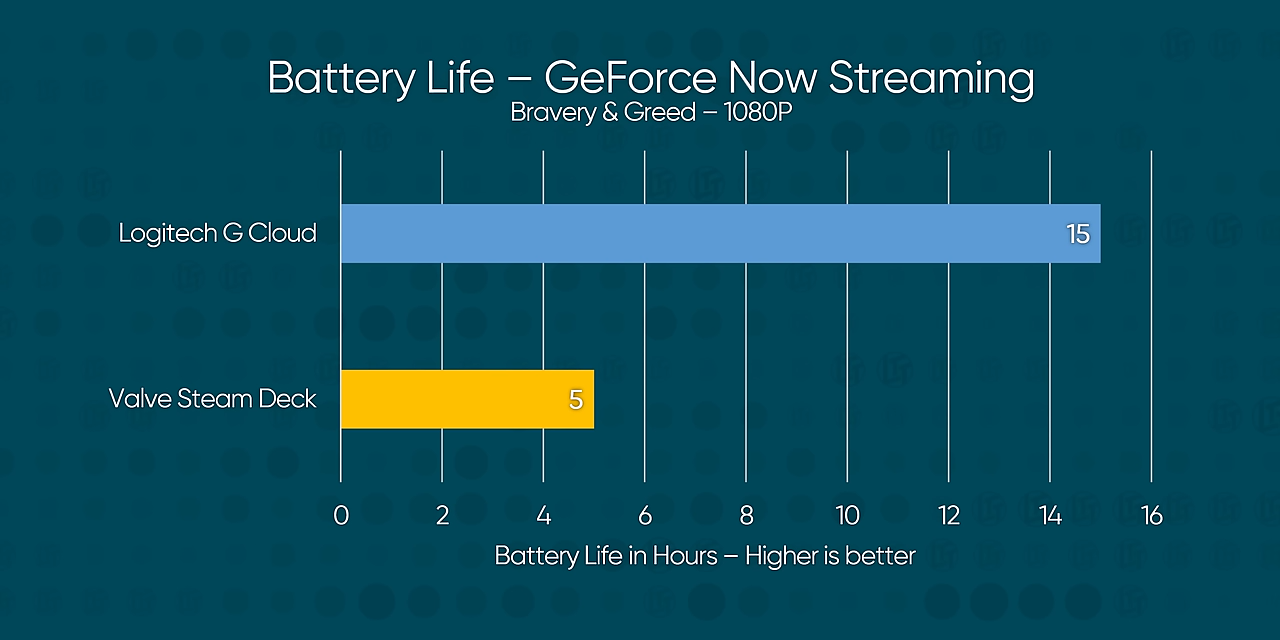 Battery Life – GeForce Now Streaming
Bravery & Greed – 1080P
Logitech G Cloud
15
Valve Steam Deck
5
0 2 4 6 8 10 12 14 16
Battery Life in Hours – Higher is better